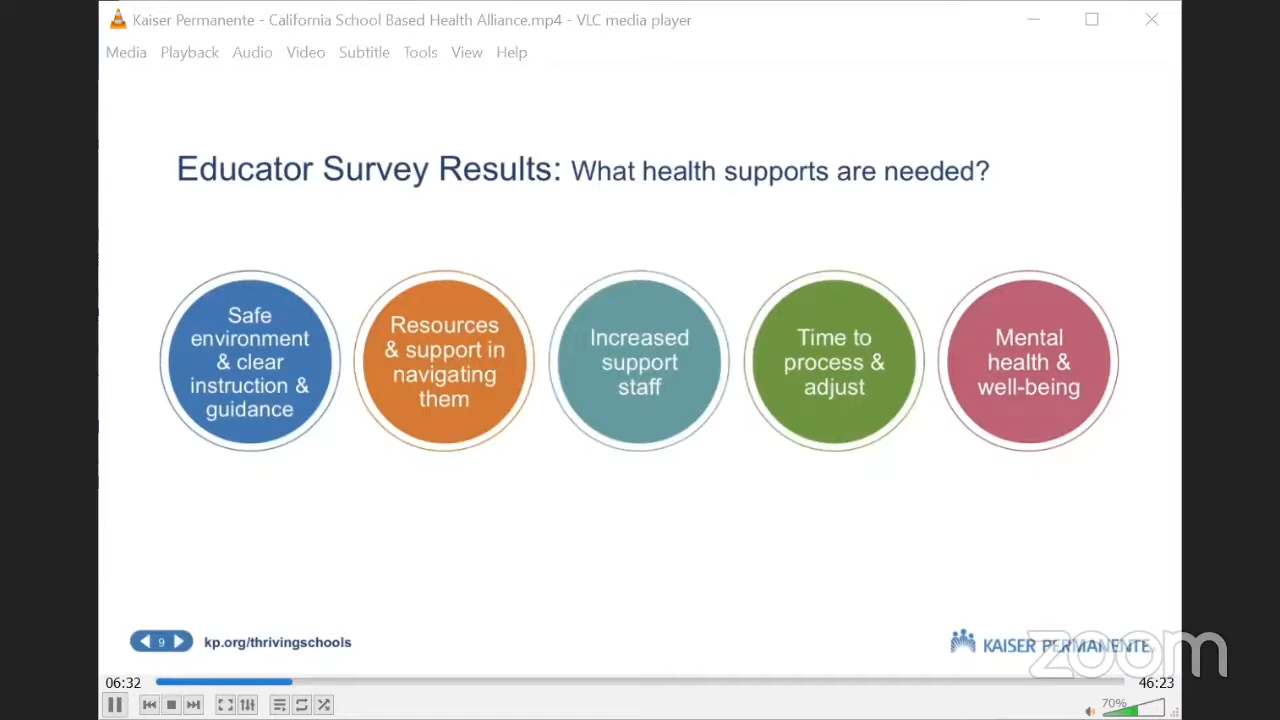 Kaiser Permanente - California School Based Health Alliance.mp4 - VLC media player
Media Playback Audio Video Subtitle Tools View Help
Educator Survey Results: What health supports are needed?
Safe
environment
& clear
instruction &
guidance
Resources
& support in
navigating
them
Increased
support
staff
Time to
process &
adjust
Mental
health &
well-being
9
kp.org/thrivingschools
KAISER PERMANENTE
zoom
06:32
46:23
70%